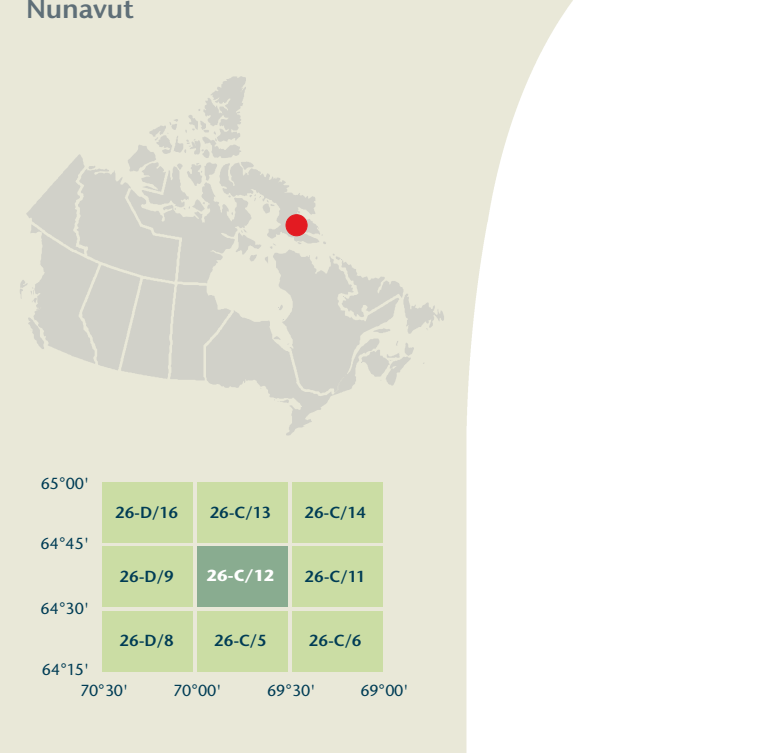 Nunavut
65°00'
26-D/16 26-C/13 26-C/14
64°45'
26-D/9 26-C/12 26-C/11
64°30'
26-D/8 26-C/5 26-C/6
64°15'
70°30' 70°00' 69°30' 69°00'